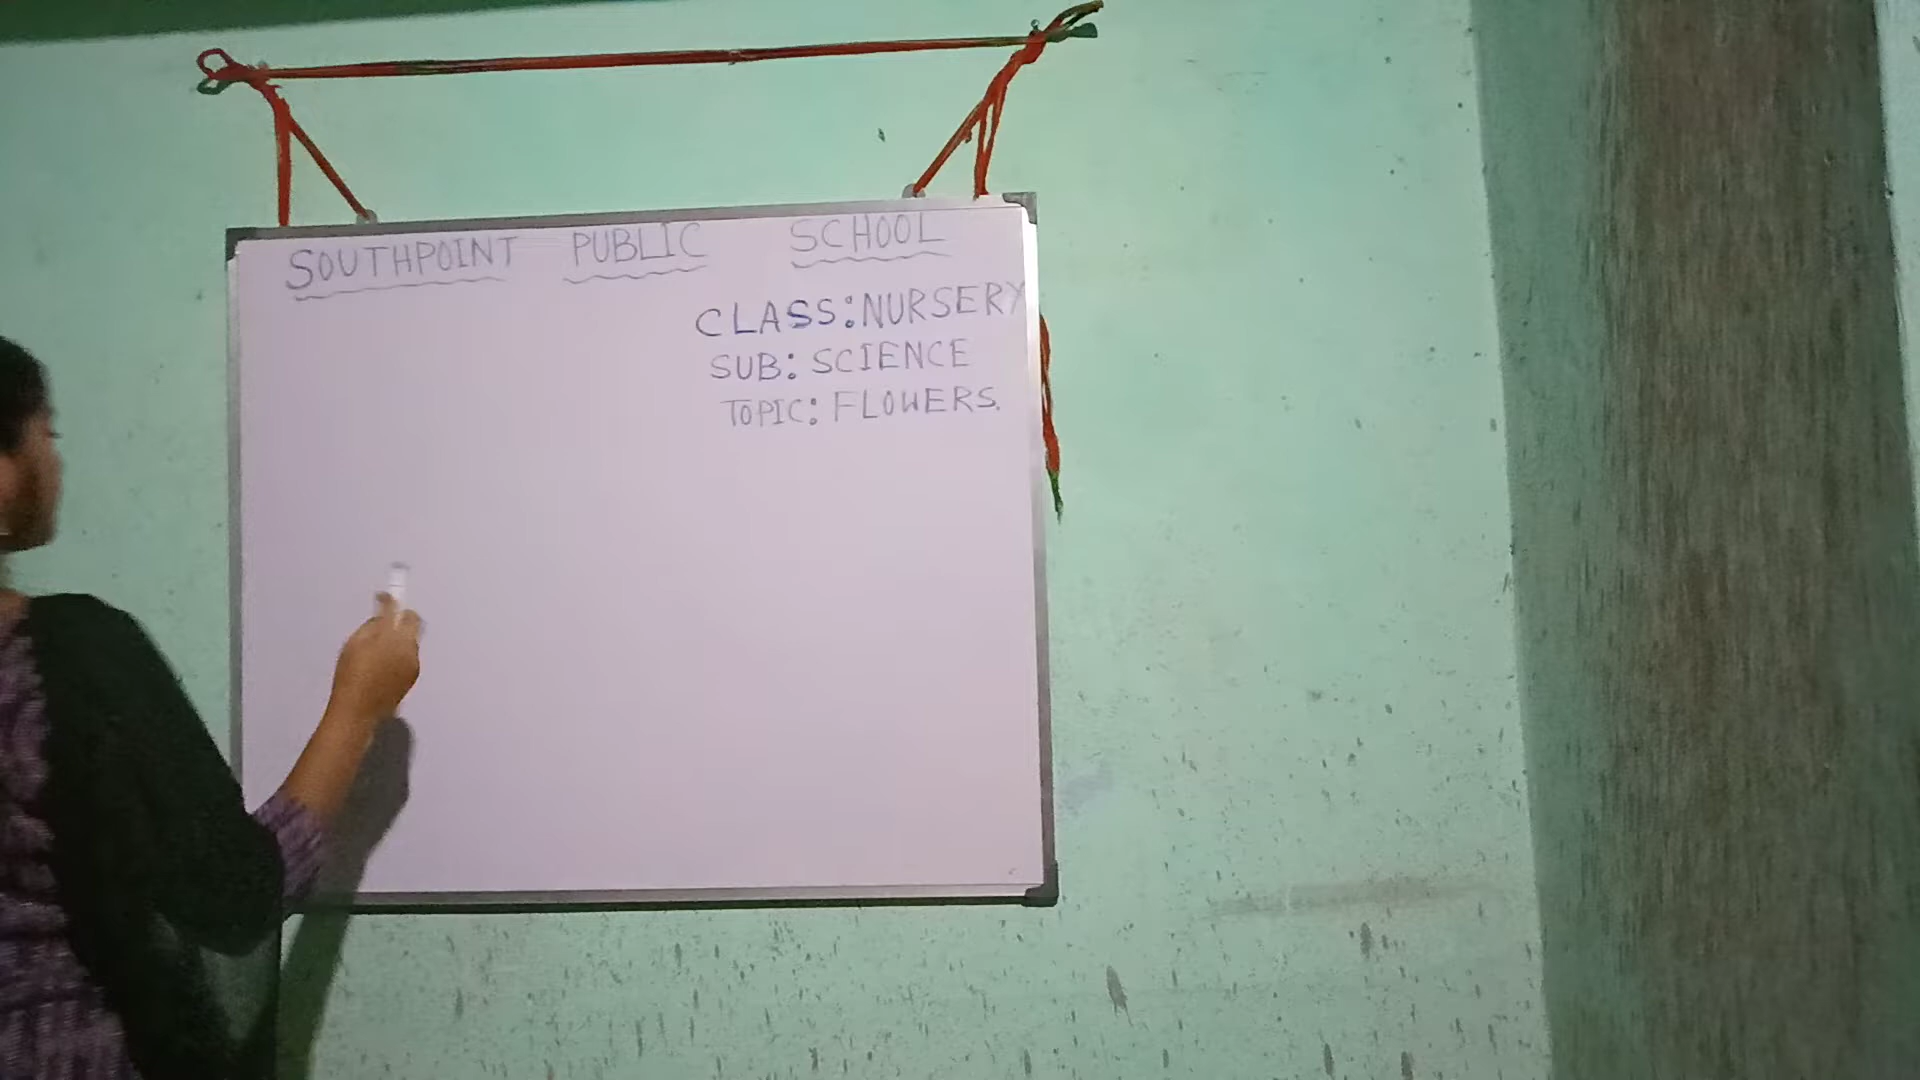 SOUTHPOINT PUBLIC SCHOOL
CLASS:NURSERY
SUB: SCIENCE
TOPIC: FLOWERS.